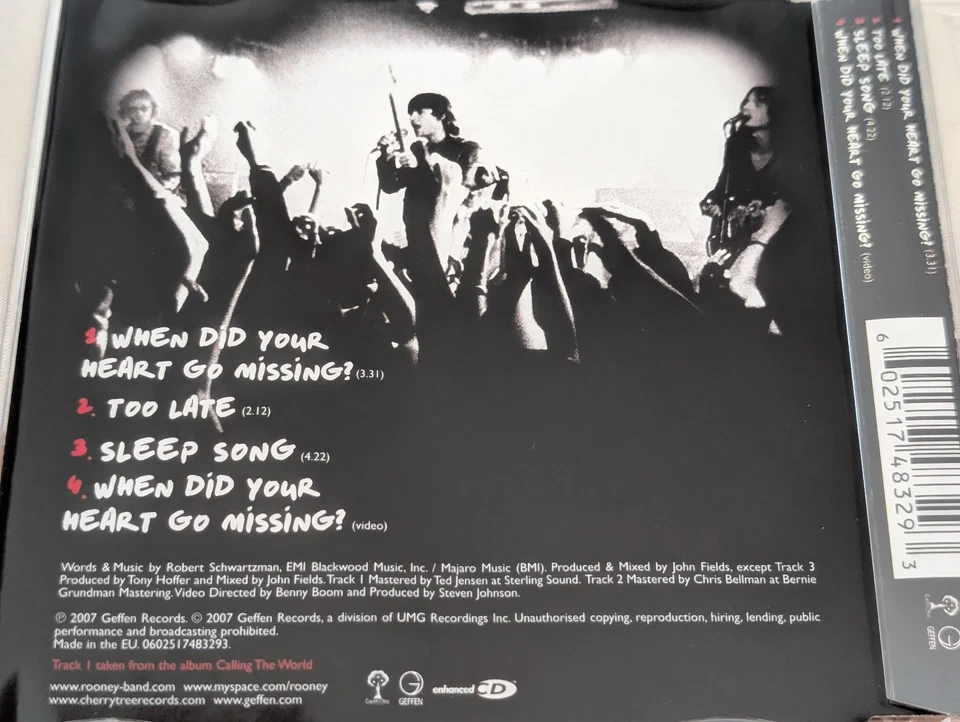 1. WHEN DiD YOUR
HEART GO MiSSiNG? (3.31)
2. TOO LATE (2.12)
3. SLEEP SONG (4.22)
4. WHEN DiD YOUR
HEART GO MiSSiNG? (video)
Words & Music by Robert Schwartzman, EMI Blackwood Music, Inc. / Majaro Music (BMI). Produced & Mixed by John Fields, except Track 3
Produced by Tony Hoffer and Mixed by John Fields. Track 1 Mastered by Ted Jensen at Sterling Sound. Track 2 Mastered by Chris Bellman at Bernie
Grundman Mastering. Video Directed by Benny Boom and Produced by Steven Johnson.
℗ 2007 Geffen Records. © 2007 Geffen Records, a division of UMG Recordings Inc. Unauthorised copying, reproduction, hiring, lending, public
performance and broadcasting prohibited.
Made in the EU. 0602517483293.
Track 1 taken from the album Calling The World
www.rooney-band.com www.myspace.com/rooney
www.cherrytreerecords.com www.geffen.com
GEFFEN
enhanced CD
1 WHEN DiD YOUR HEART GO MiSSiNG? (3.31)
2 TOO LATE (2.12)
3 SLEEP SONG (4.22)
4 WHEN DiD YOUR HEART GO MiSSiNG? (video)
6 02517 48329 3
GEFFEN